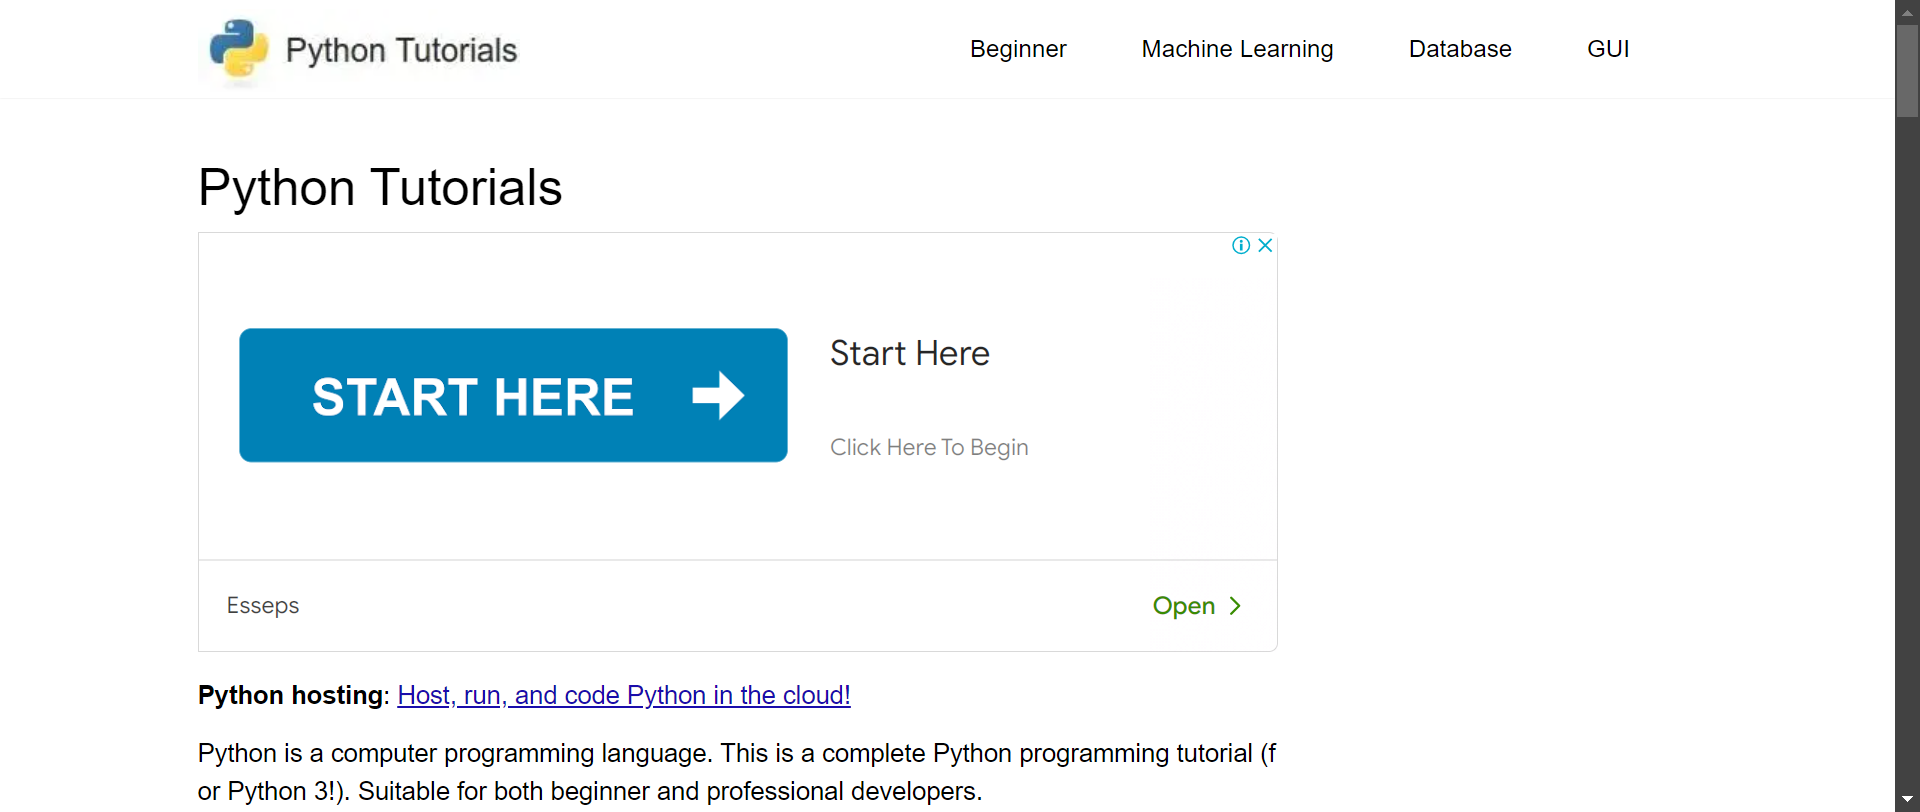 Python Tutorials
Beginner Machine Learning Database GUI
Python Tutorials
START HERE
Start Here
Click Here To Begin
Esseps
Open
Python hosting: Host, run, and code Python in the cloud!
Python is a computer programming language. This is a complete Python programming tutorial (f
or Python 3!). Suitable for both beginner and professional developers.